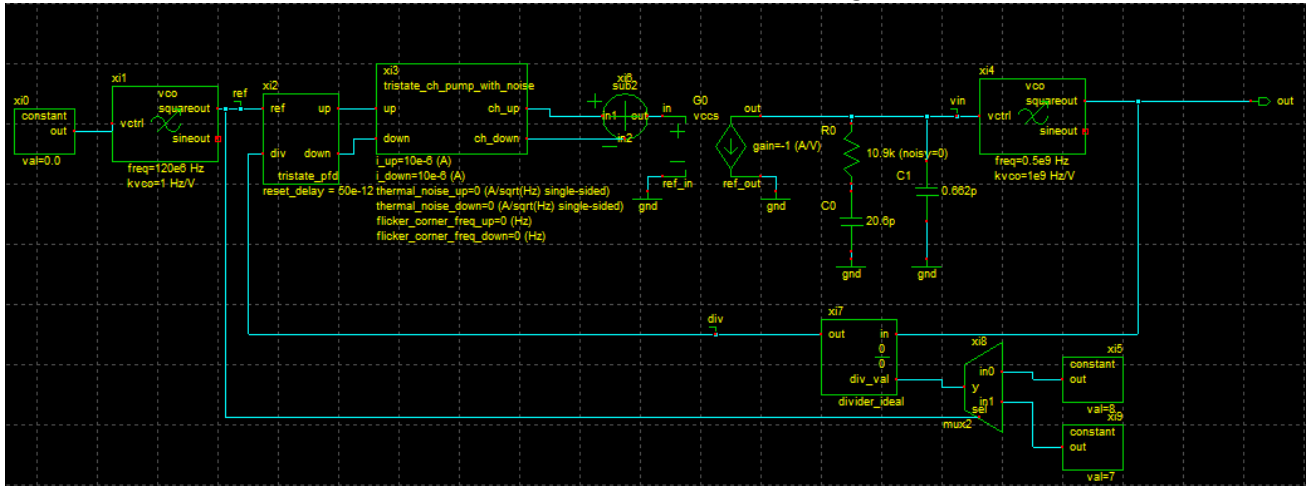 xi0
constant
out
val=0.0
xi1
vco
squareout
vctrl
sineout
freq=120e6 Hz
kvco=1 Hz/V
ref
xi2
ref
up
div
down
tristate_pfd
reset_delay = 50e-12
xi3
tristate_ch_pump_with_noise
up
ch_up
down
ch_down
i_up=10e-6 (A)
i_down=10e-6 (A)
thermal_noise_up=0 (A/sqrt(Hz) single-sided)
thermal_noise_down=0 (A/sqrt(Hz) single-sided)
flicker_corner_freq_up=0 (Hz)
flicker_corner_freq_down=0 (Hz)
xi6
sub2
in1
out
in2
G0
in
vccs
out
gain=-1 (A/V)
ref_in
ref_out
gnd
gnd
R0
10.9k (noisy=0)
C0
20.6p
gnd
C1
0.662p
gnd
vin
xi4
vco
squareout
vctrl
sineout
freq=0.5e9 Hz
kvco=1e9 Hz/V
out
div
xi7
out
in
0
0
div_val
divider_ideal
xi8
in0
y
in1
sel
mux2
xi5
constant
out
val=8
xi9
constant
out
val=7